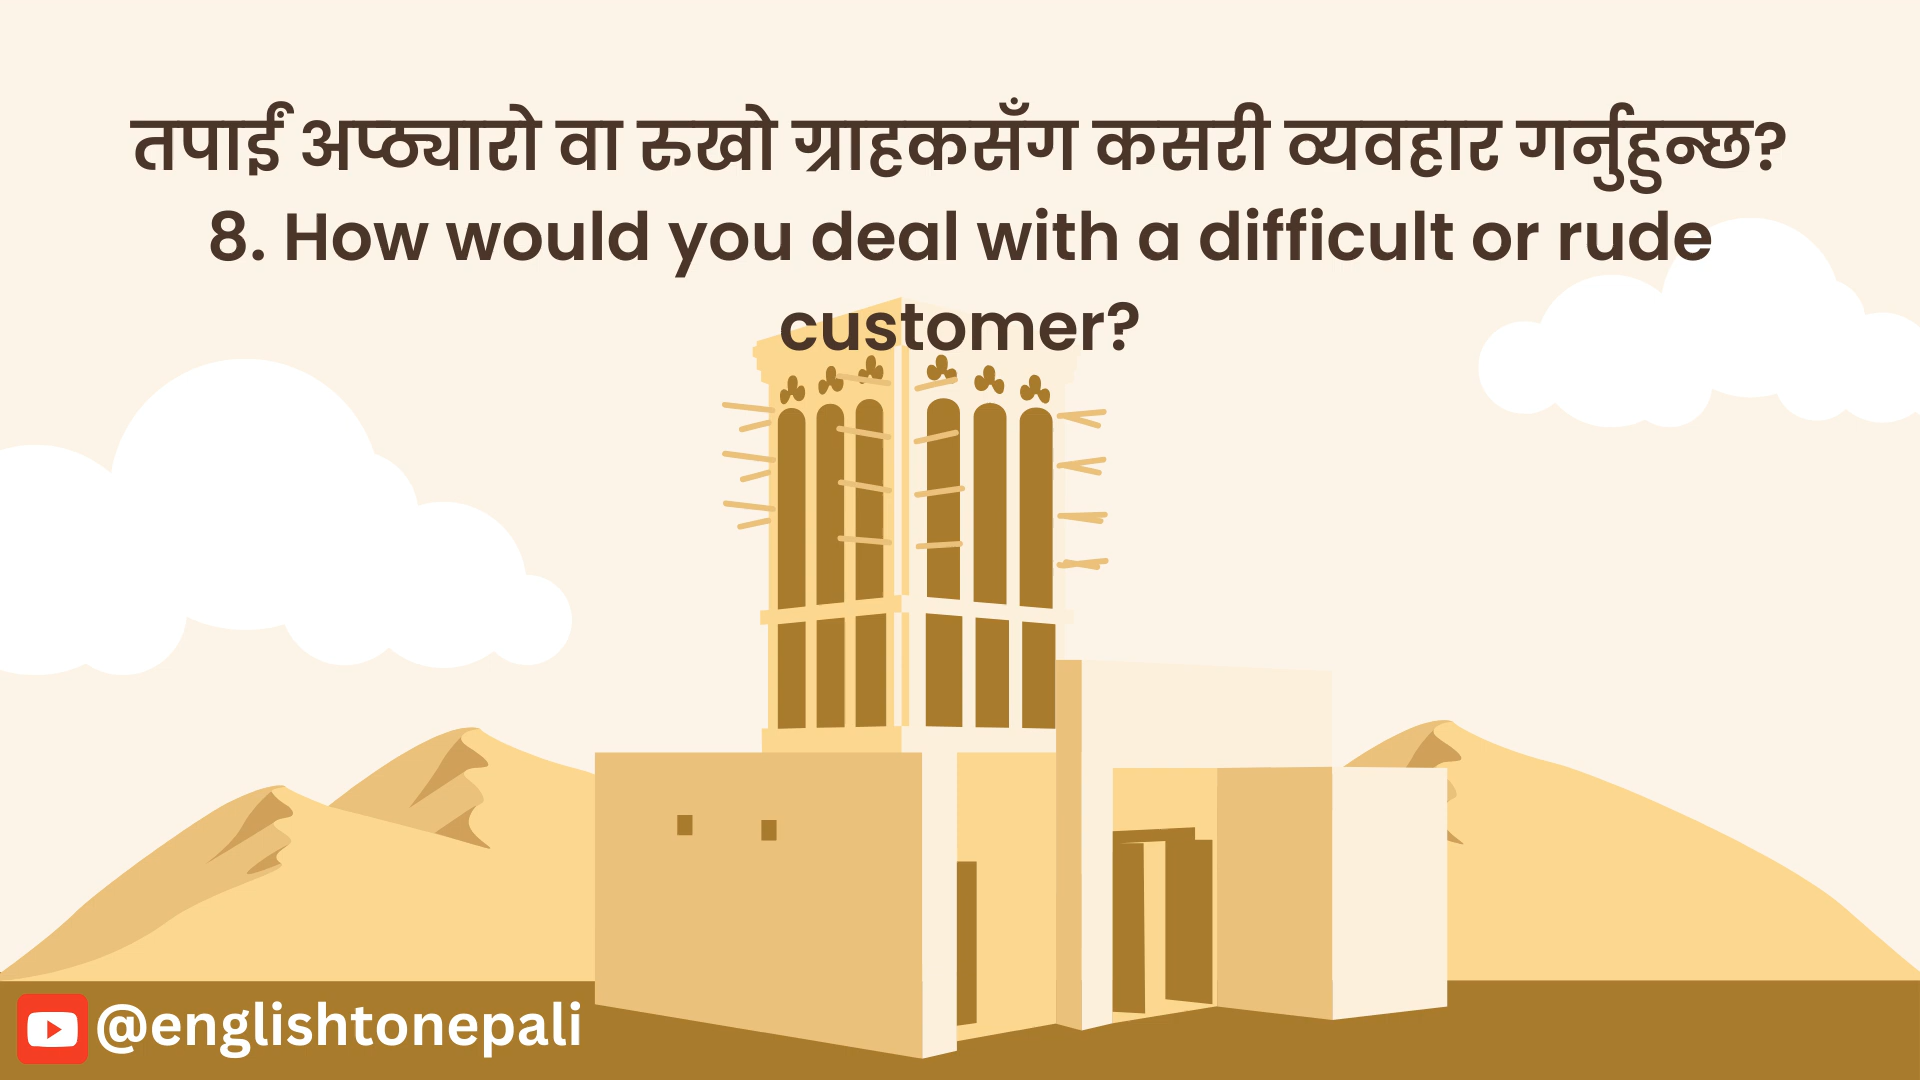 तपाईं अप्ठ्यारो वा रुखो ग्राहकसँग कसरी व्यवहार गर्नुहुन्छ?
8. How would you deal with a difficult or rude
customer?
@englishtonepali